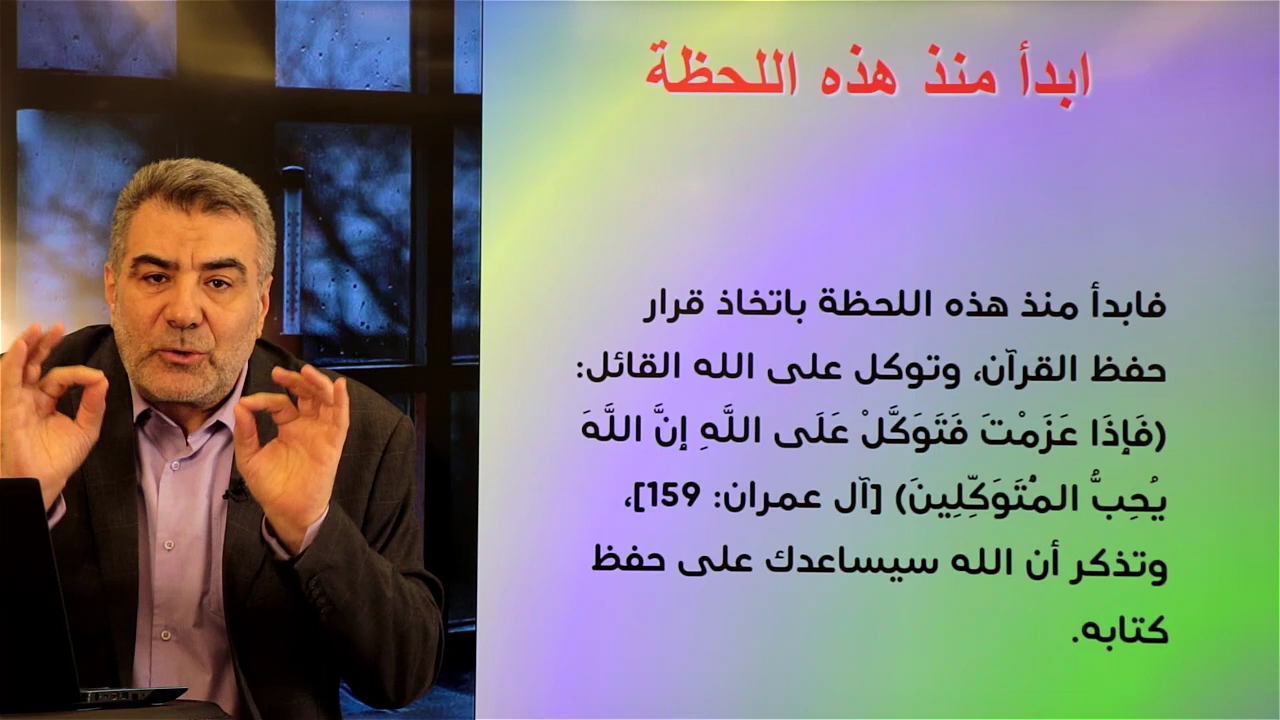 ابدأ منذ هذه اللحظة
فابدأ منذ هذه اللحظة باتخاذ قرار
حفظ القرآن، وتوكل على الله القائل:
(فَإِذَا عَزَمْتَ فَتَوَكَّلْ عَلَى اللَّهِ إِنَّ اللَّهَ
يُحِبُّ الْمُتَوَكِّلِينَ) [آل عمران: 159]،
وتذكر أن الله سيساعدك على حفظ
كتابه.